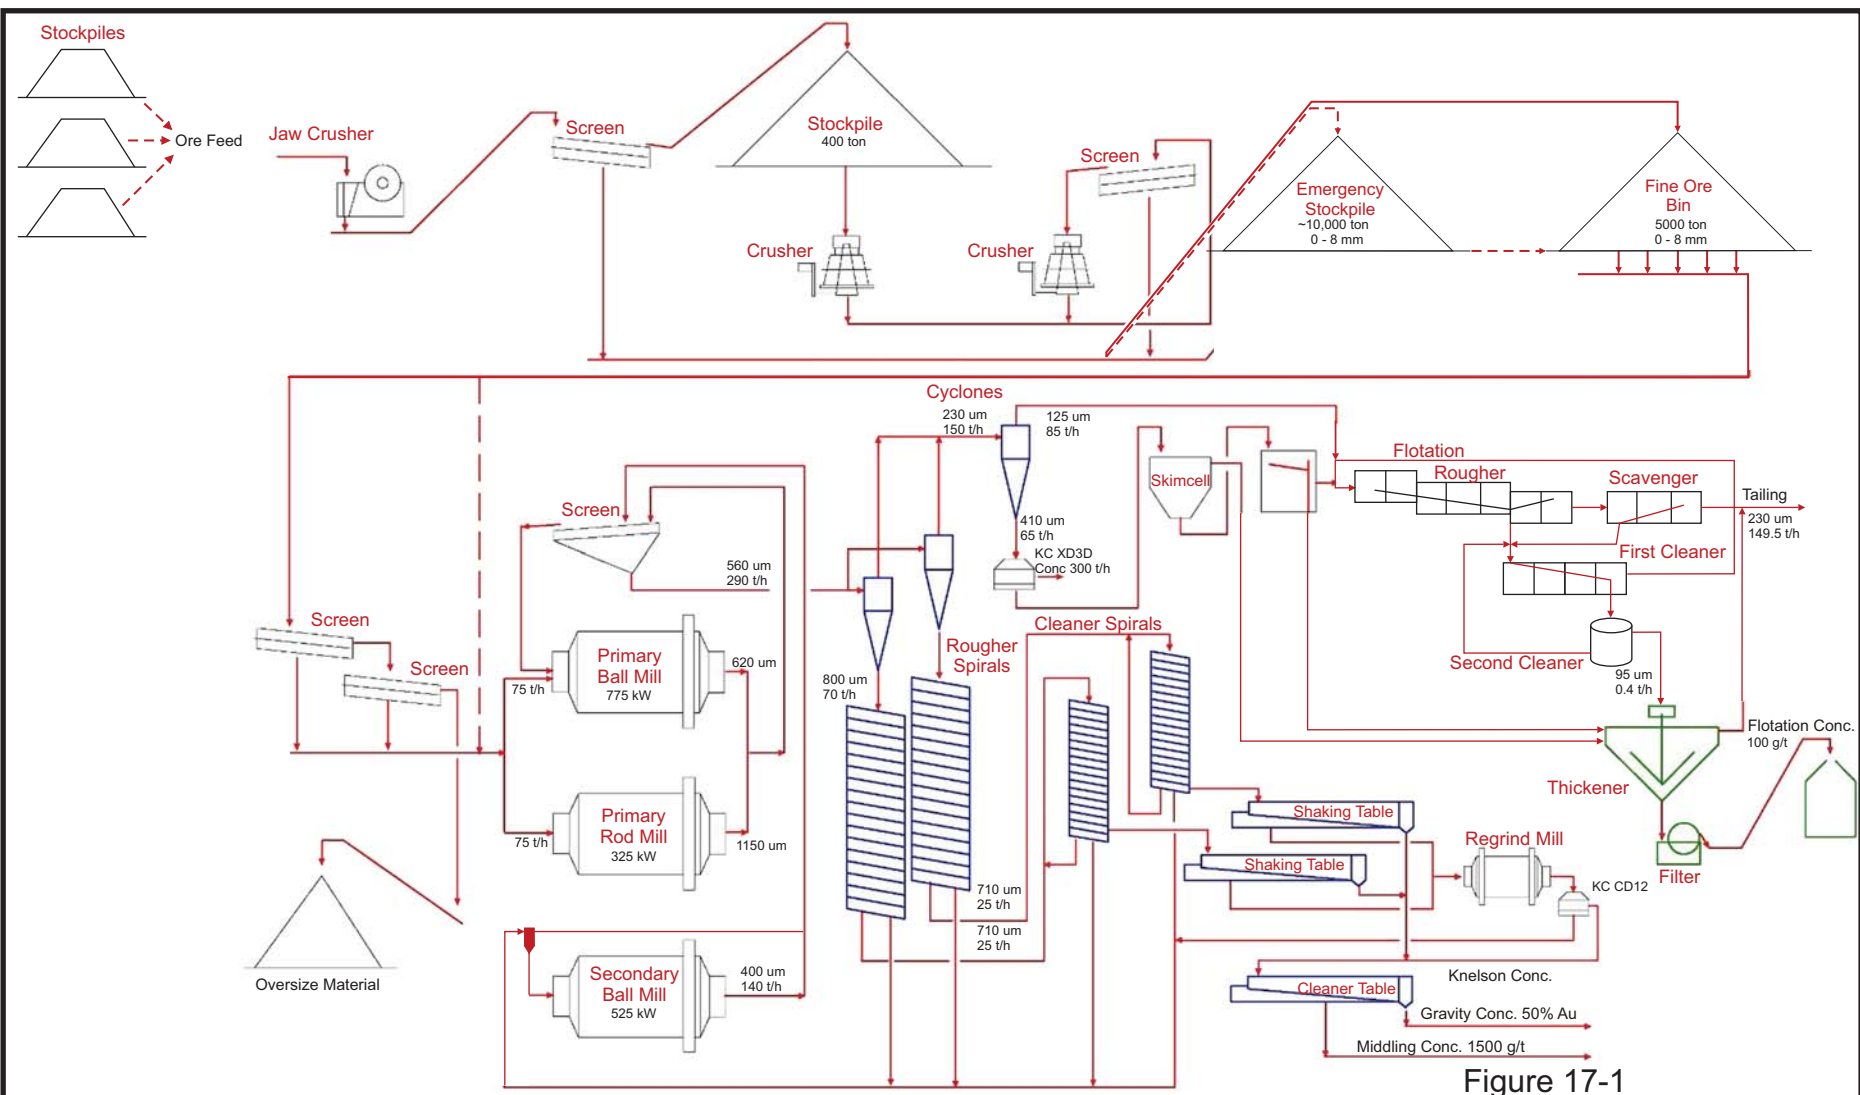 Stockpiles
Ore Feed
Jaw Crusher
Screen
Stockpile
400 ton
Crusher
Screen
Crusher
Emergency
Stockpile
~10,000 ton
0 - 8 mm
Fine Ore
Bin
5000 ton
0 - 8 mm
Cyclones
230 um
150 t/h
125 um
85 t/h
Skimcell
Flotation
Rougher
Scavenger
Tailing
230 um
149.5 t/h
First Cleaner
Second Cleaner
95 um
0.4 t/h
Flotation Conc.
100 g/t
Thickener
Filter
410 um
65 t/h
KC XD3D
Conc 300 t/h
Screen
560 um
290 t/h
Screen
Screen
Primary
Ball Mill
775 kW
75 t/h
620 um
Primary
Rod Mill
325 kW
75 t/h
1150 um
Rougher
Spirals
800 um
70 t/h
Cleaner Spirals
710 um
25 t/h
710 um
25 t/h
Shaking Table
Shaking Table
Regrind Mill
KC CD12
Oversize Material
Secondary
Ball Mill
525 kW
400 um
140 t/h
Knelson Conc.
Cleaner Table
Gravity Conc. 50% Au
Middling Conc. 1500 g/t
Figure 17-1